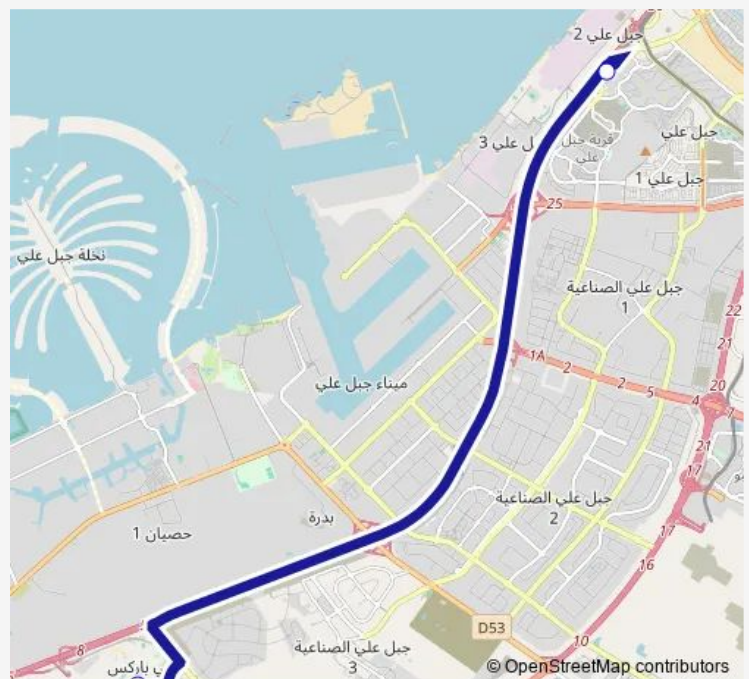 جبل علي 2
جبل علي 3
قرية جبل
علي
جبل علي
جبل علي 1
25
نخلة جبل علي
جبل علي الصناعية
1
22
21
1A
2
2
5
4
20
7
ميناء جبل علي
21
17
جبل علي الصناعية
2
بدرة
حصيان 1
17
16
D53
10
8
جبل علي الصناعية
3
ي باركس
© OpenStreetMap contributors